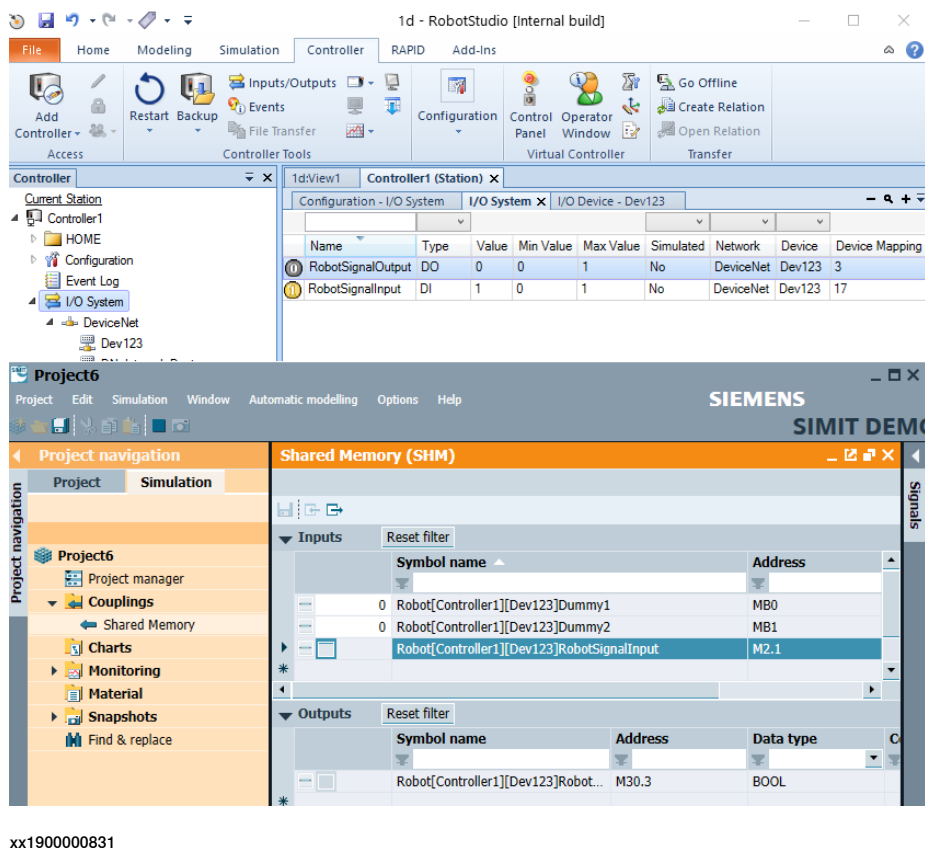 1d - RobotStudio [Internal build]
File Home Modeling Simulation Controller RAPID Add-Ins
Add Controller
Restart Backup
Inputs/Outputs
Events
File Transfer
Configuration
Control Panel
Operator Window
Go Offline
Create Relation
Open Relation
Access Controller Tools Virtual Controller Transfer
Controller
Current Station
Controller1
HOME
Configuration
Event Log
I/O System
DeviceNet
Dev123
1d:View1 Controller1 (Station)
Configuration - I/O System I/O System I/O Device - Dev123
Name Type Value Min Value Max Value Simulated Network Device Device Mapping
RobotSignalOutput DO 0 0 1 No DeviceNet Dev123 3
RobotSignalInput DI 1 0 1 No DeviceNet Dev123 17
Project6
Project Edit Simulation Window Automatic modelling Options Help
SIEMENS
SIMIT DEMO
Project navigation
Project Simulation
Project navigation
Project6
Project manager
Couplings
Shared Memory
Charts
Monitoring
Material
Snapshots
Find & replace
Shared Memory (SHM)
Signals
Inputs Reset filter
Symbol name Address
0 Robot[Controller1][Dev123]Dummy1 MB0
0 Robot[Controller1][Dev123]Dummy2 MB1
Robot[Controller1][Dev123]RobotSignalInput M2.1
Outputs Reset filter
Symbol name Address Data type
Robot[Controller1][Dev123]Robot... M30.3 BOOL
xx1900000831